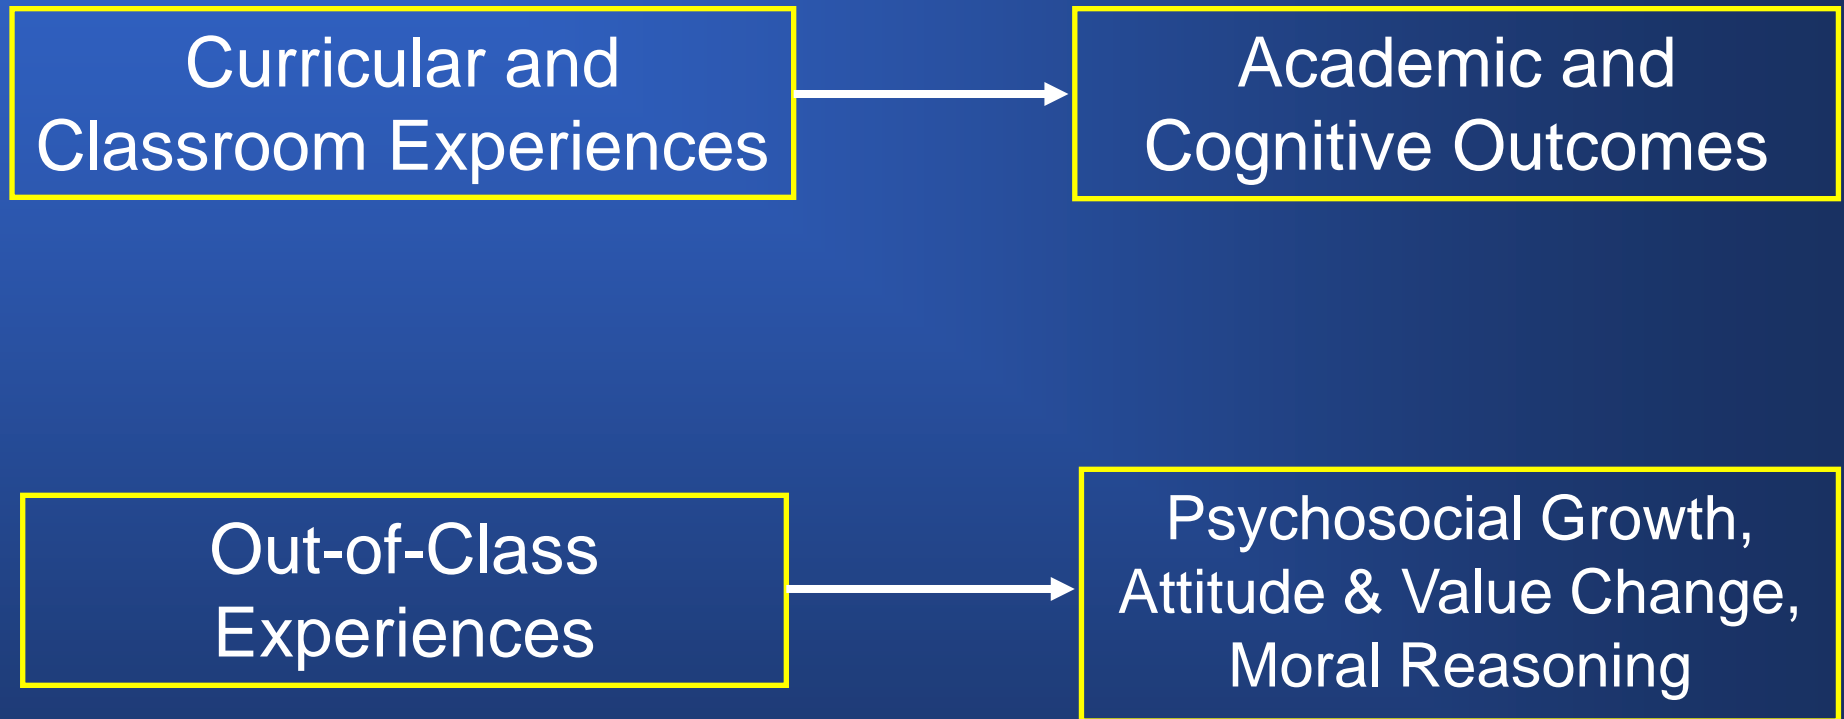 Curricular and
Classroom Experiences
Academic and
Cognitive Outcomes
Out-of-Class
Experiences
Psychosocial Growth,
Attitude & Value Change,
Moral Reasoning